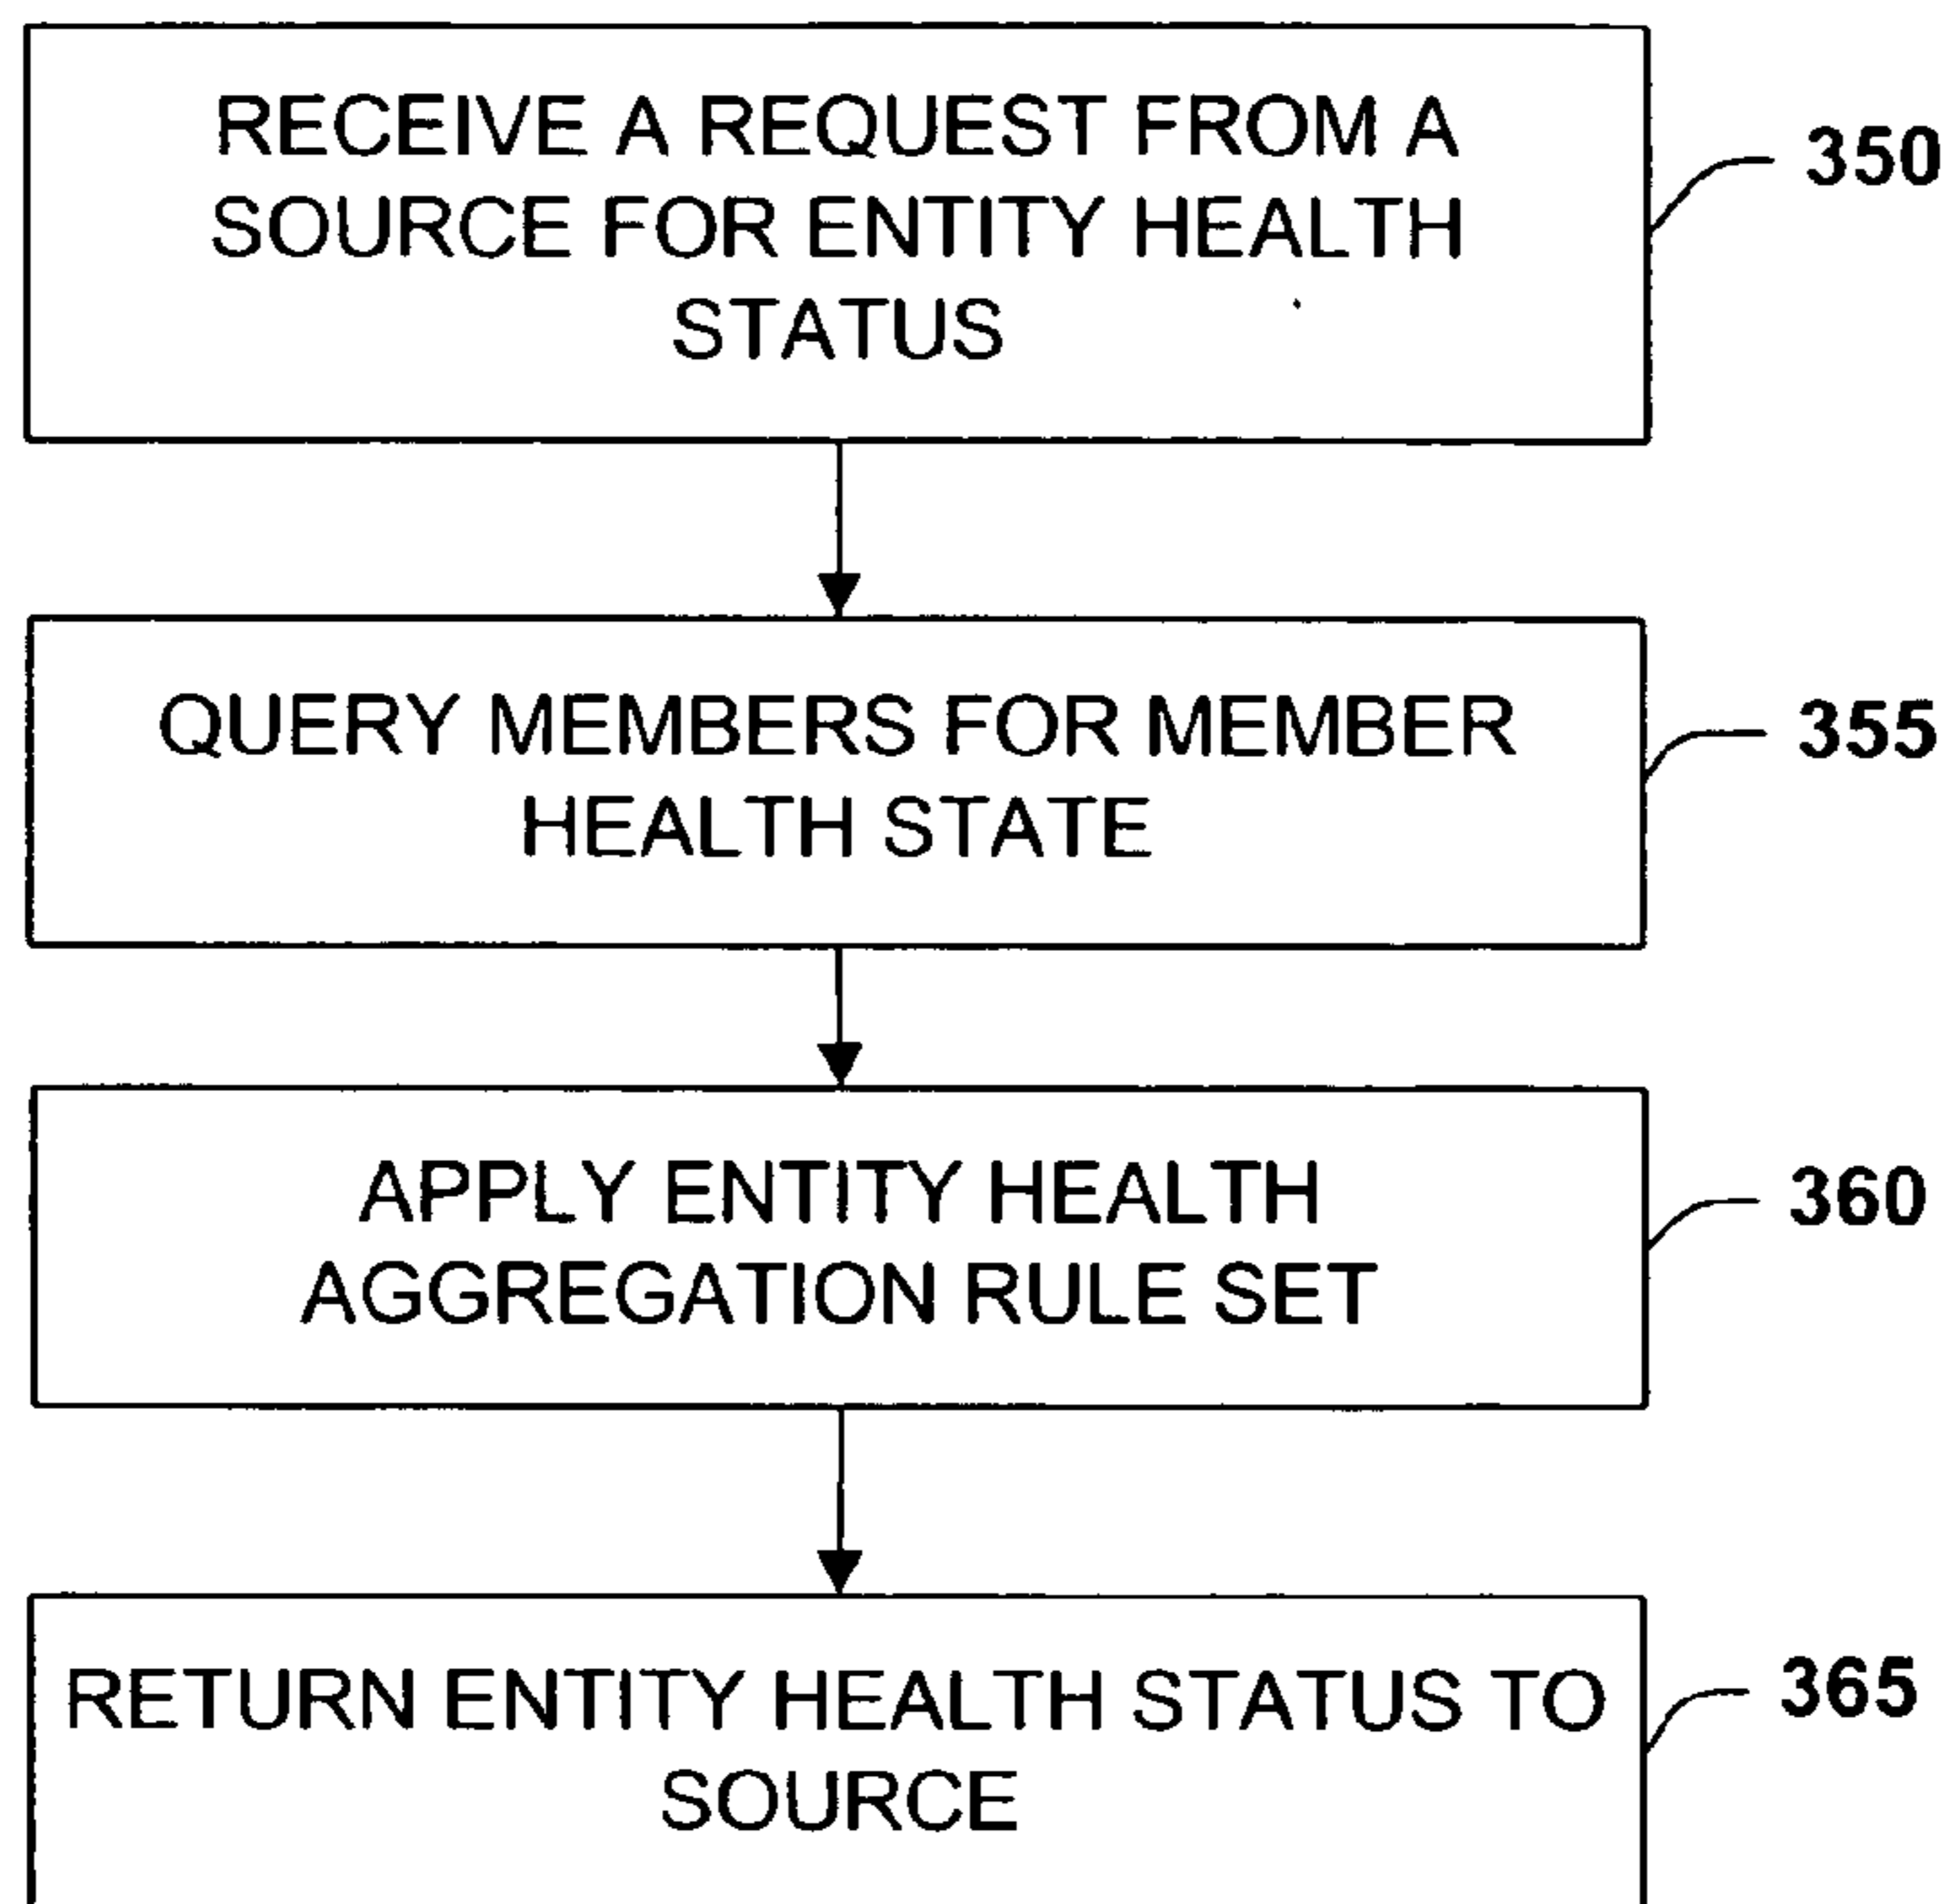 RECEIVE A REQUEST FROM A
SOURCE FOR ENTITY HEALTH
STATUS
350
QUERY MEMBERS FOR MEMBER
HEALTH STATE
355
APPLY ENTITY HEALTH
AGGREGATION RULE SET
360
RETURN ENTITY HEALTH STATUS TO
SOURCE
365